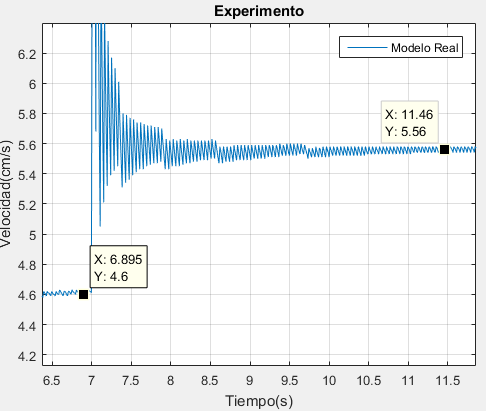 Experimento
Modelo Real
X: 11.46
Y: 5.56
X: 6.895
Y: 4.6
6.2
6
5.8
5.6
5.4
5.2
5
4.8
4.6
4.4
4.2
Velocidad(cm/s)
6.5 7 7.5 8 8.5 9 9.5 10 10.5 11 11.5
Tiempo(s)